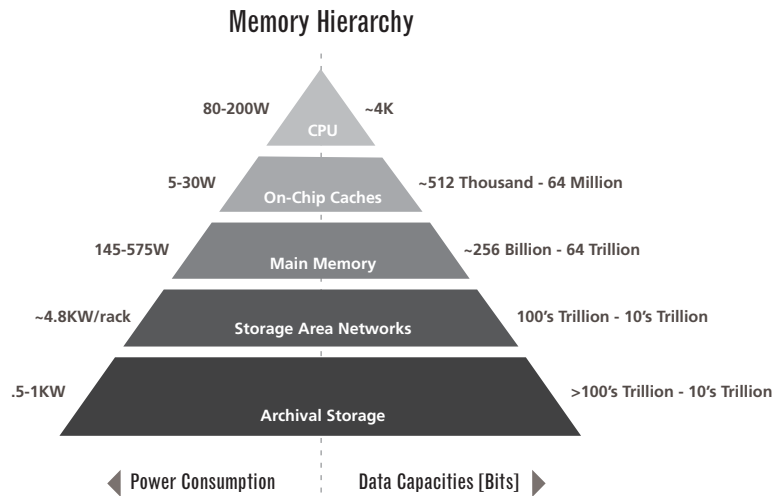 Memory Hierarchy
80-200W
CPU
~4K
5-30W
On-Chip Caches
~512 Thousand - 64 Million
145-575W
Main Memory
~256 Billion - 64 Trillion
~4.8KW/rack
Storage Area Networks
100’s Trillion - 10’s Trillion
.5-1KW
Archival Storage
>100’s Trillion - 10’s Trillion
Power Consumption
Data Capacities [Bits]